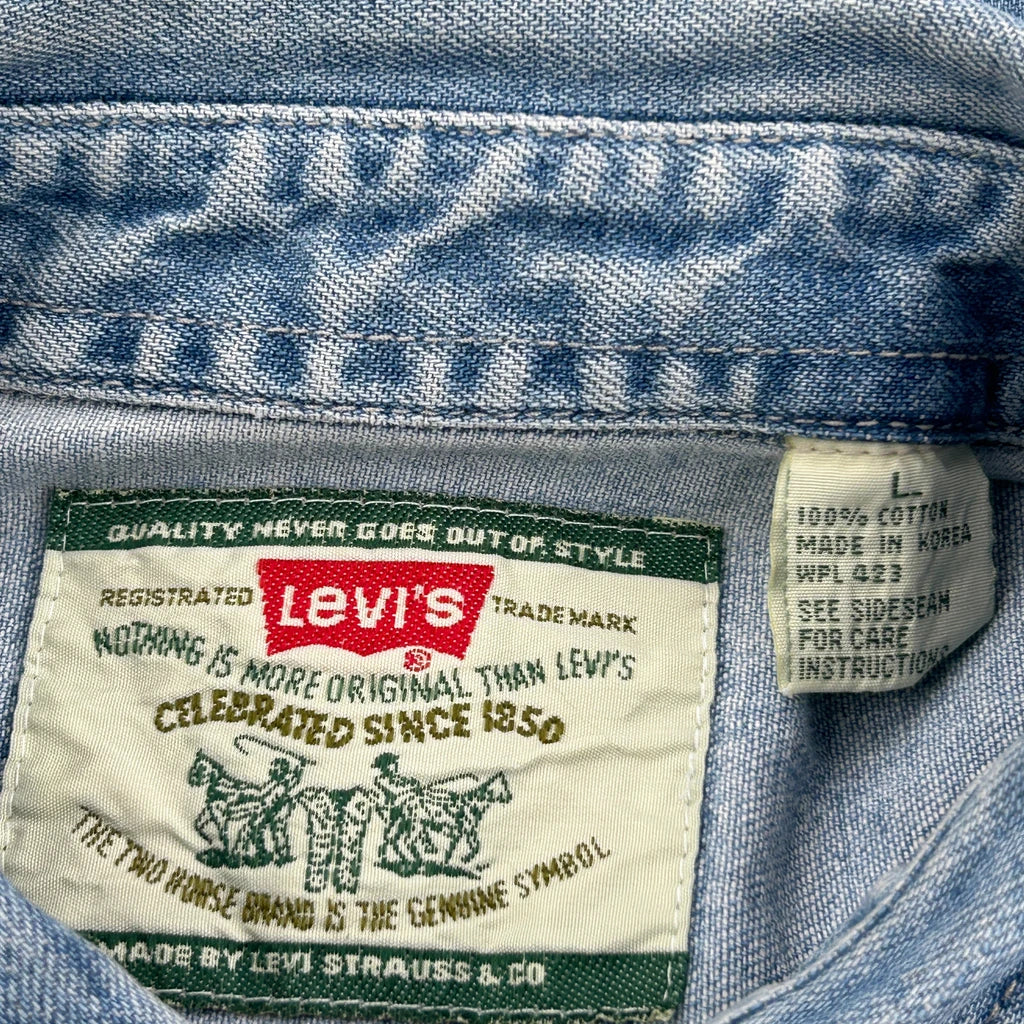 QUALITY NEVER GOES OUT OF STYLE
REGISTRATED
LEVI'S
TRADEMARK
NOTHING IS MORE ORIGINAL THAN LEVI'S
CELEBRATED SINCE 1850
THE TWO HORSE BRAND IS THE GENUINE SYMBOL
MADE BY LEVI STRAUSS & CO
L
100% COTTON
MADE IN KOREA
WPL 423
SEE SIDESEAM
FOR CARE
INSTRUCTIONS